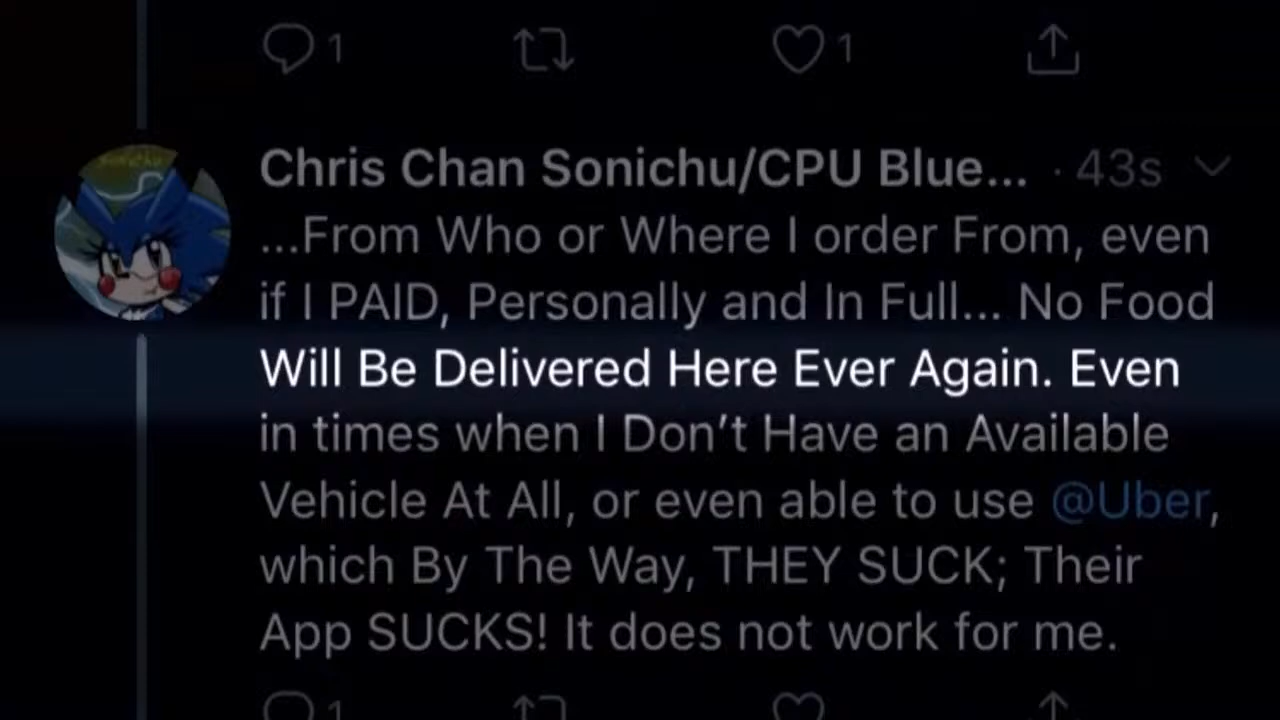 1 1
Chris Chan Sonichu/CPU Blue... · 43s
...From Who or Where I order From, even
if I PAID, Personally and In Full... No Food
Will Be Delivered Here Ever Again. Even
in times when I Don't Have an Available
Vehicle At All, or even able to use @Uber,
which By The Way, THEY SUCK; Their
App SUCKS! It does not work for me.
1